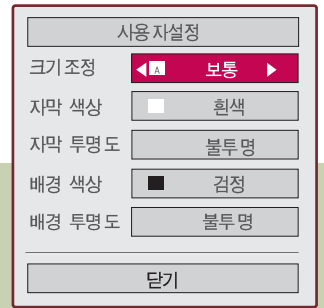 사용자설정
크기조정 A 보통
자막 색상 흰색
자막 투명도 불투명
배경 색상 검정
배경 투명도 불투명
닫기